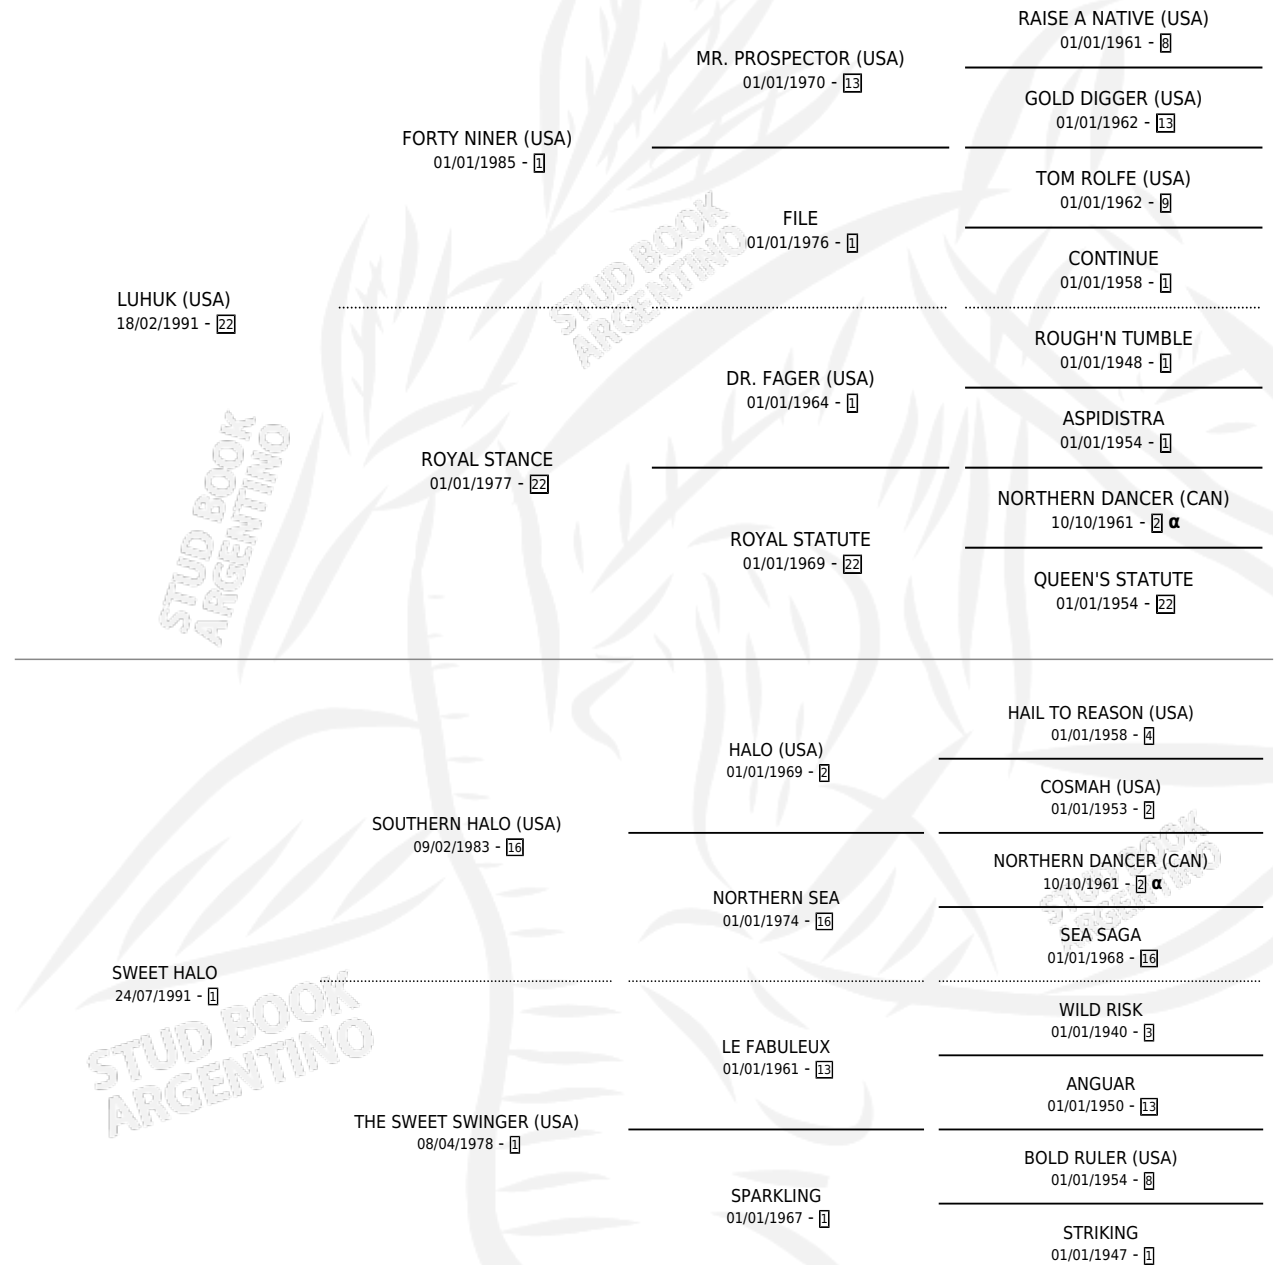 RAISE A NATIVE (USA)
01/01/1961 - 8
MR. PROSPECTOR (USA)
01/01/1970 - 13
GOLD DIGGER (USA)
01/01/1962 - 13
FORTY NINER (USA)
01/01/1985 - 1
TOM ROLFE (USA)
01/01/1962 - 9
FILE
01/01/1976 - 1
CONTINUE
01/01/1958 - 1
LUHUK (USA)
18/02/1991 - 22
ROUGH'N TUMBLE
01/01/1948 - 1
DR. FAGER (USA)
01/01/1964 - 1
ASPIDISTRA
01/01/1954 - 1
ROYAL STANCE
01/01/1977 - 22
NORTHERN DANCER (CAN)
10/10/1961 - 2 α
ROYAL STATUTE
01/01/1969 - 22
QUEEN'S STATUTE
01/01/1954 - 22
HAIL TO REASON (USA)
01/01/1958 - 4
HALO (USA)
01/01/1969 - 2
COSMAH (USA)
01/01/1953 - 2
SOUTHERN HALO (USA)
09/02/1983 - 16
NORTHERN DANCER (CAN)
10/10/1961 - 2 α
NORTHERN SEA
01/01/1974 - 16
SEA SAGA
01/01/1968 - 16
SWEET HALO
24/07/1991 - 1
WILD RISK
01/01/1940 - 3
LE FABULEUX
01/01/1961 - 13
ANGUAR
01/01/1950 - 13
THE SWEET SWINGER (USA)
08/04/1978 - 1
BOLD RULER (USA)
01/01/1954 - 8
SPARKLING
01/01/1967 - 1
STRIKING
01/01/1947 - 1
STUD BOOK
ARGENTINO
STUD BOOK
ARGENTINO
STUD BOOK
ARGENTINO
STUD BOOK
ARGENTINO